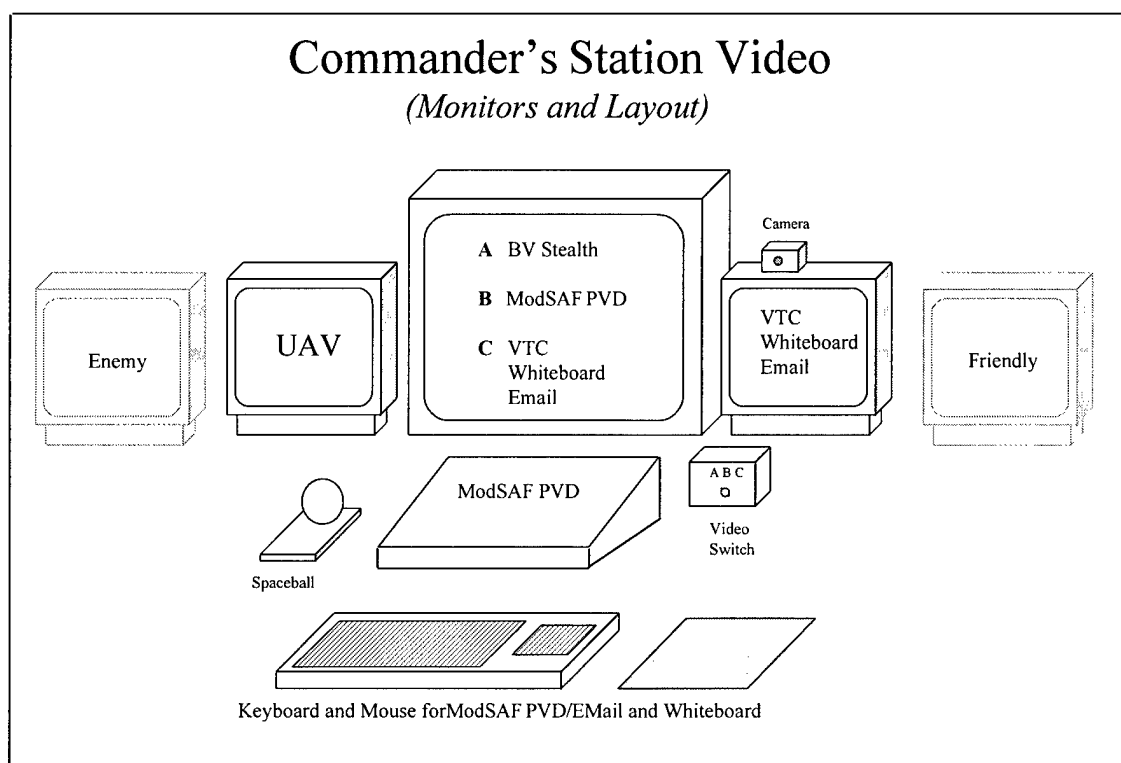 Commander's Station Video
(Monitors and Layout)
Camera
A BV Stealth
B ModSAF PVD
C VTC
Whiteboard
Email
Enemy
UAV
VTC
Whiteboard
Email
Friendly
ModSAF PVD
A B C
Video
Switch
Spaceball
Keyboard and Mouse forModSAF PVD/EMail and Whiteboard